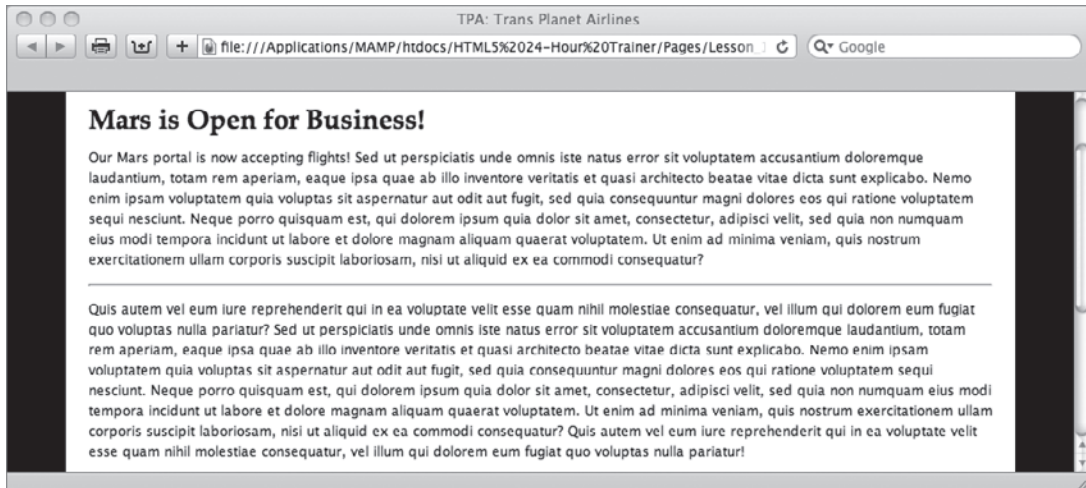 TPA: Trans Planet Airlines
file:///Applications/MAMP/htdocs/HTML5%2024-Hour%20Trainer/Pages/Lesson_1
Google
Mars is Open for Business!
Our Mars portal is now accepting flights! Sed ut perspiciatis unde omnis iste natus error sit voluptatem accusantium doloremque
laudantium, totam rem aperiam, eaque ipsa quae ab illo inventore veritatis et quasi architecto beatae vitae dicta sunt explicabo. Nemo
enim ipsam voluptatem quia voluptas sit aspernatur aut odit aut fugit, sed quia consequuntur magni dolores eos qui ratione voluptatem
sequi nesciunt. Neque porro quisquam est, qui dolorem ipsum quia dolor sit amet, consectetur, adipisci velit, sed quia non numquam
eius modi tempora incidunt ut labore et dolore magnam aliquam quaerat voluptatem. Ut enim ad minima veniam, quis nostrum
exercitationem ullam corporis suscipit laboriosam, nisi ut aliquid ex ea commodi consequatur?
Quis autem vel eum iure reprehenderit qui in ea voluptate velit esse quam nihil molestiae consequatur, vel illum qui dolorem eum fugiat
quo voluptas nulla pariatur? Sed ut perspiciatis unde omnis iste natus error sit voluptatem accusantium doloremque laudantium, totam
rem aperiam, eaque ipsa quae ab illo inventore veritatis et quasi architecto beatae vitae dicta sunt explicabo. Nemo enim ipsam
voluptatem quia voluptas sit aspernatur aut odit aut fugit, sed quia consequuntur magni dolores eos qui ratione voluptatem sequi
nesciunt. Neque porro quisquam est, qui dolorem ipsum quia dolor sit amet, consectetur, adipisci velit, sed quia non numquam eius modi
tempora incidunt ut labore et dolore magnam aliquam quaerat voluptatem. Ut enim ad minima veniam, quis nostrum exercitationem ullam
corporis suscipit laboriosam, nisi ut aliquid ex ea commodi consequatur? Quis autem vel eum iure reprehenderit qui in ea voluptate velit
esse quam nihil molestiae consequatur, vel illum qui dolorem eum fugiat quo voluptas nulla pariatur!